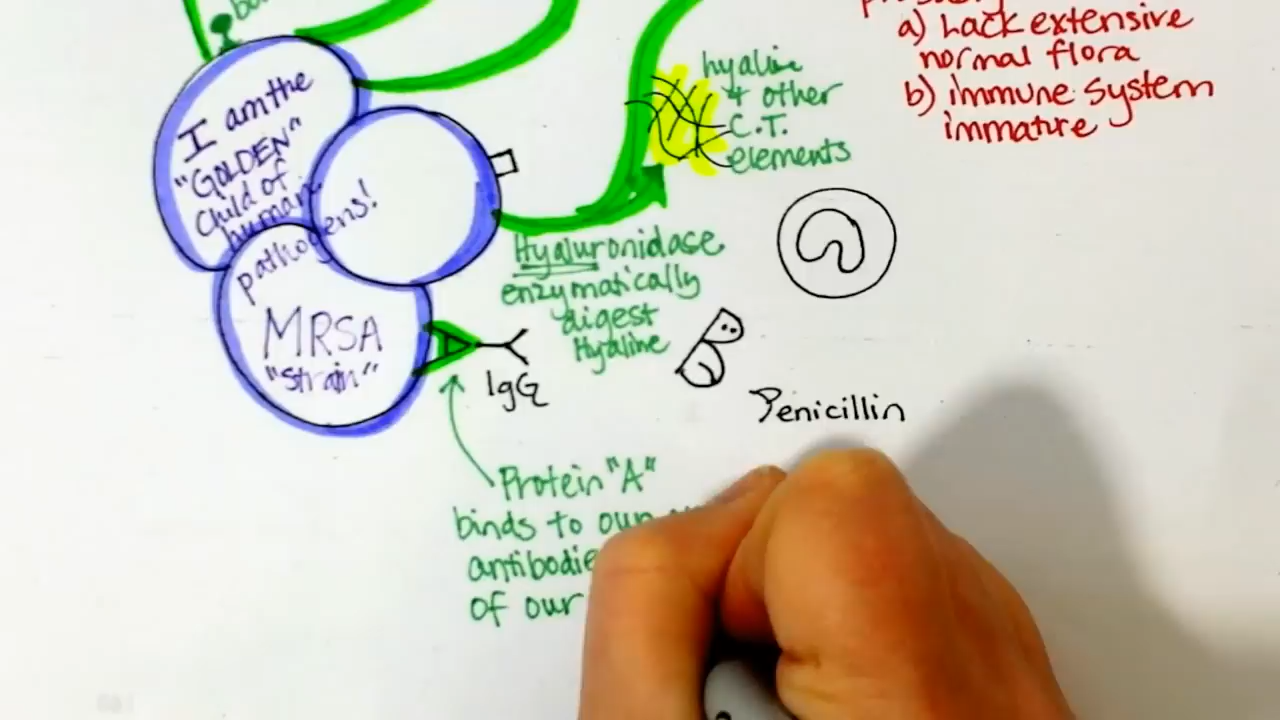 a) Lack extensive
normal flora
b) immune system
immature
hyaline
+ other
C.T.
elements
I am the
"GOLDEN"
Child of
human
pathogens!
Hyaluronidase
enzymatically
digest
Hyaline
MRSA
"strain"
IgG
B
Penicillin
Protein "A"
binds to our
antibodies
of our